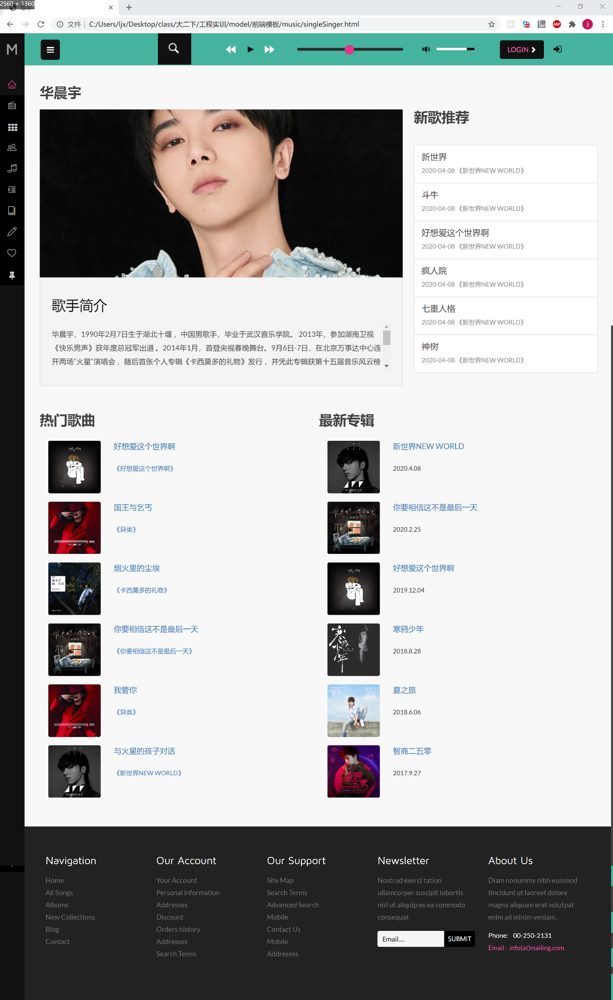 2560 × 1360
歌手
文件
C:/Users/ljx/Desktop/class/大二下/工程实训/model/前端模板/music/singleSinger.html
ABP
j
M
LOGIN
华晨宇
新歌推荐
新世界
2020-04-08 《新世界NEW WORLD》
斗牛
2020-04-08 《新世界NEW WORLD》
好想爱这个世界啊
2020-04-08 《新世界NEW WORLD》
疯人院
2020-04-08 《新世界NEW WORLD》
七重人格
2020-04-08 《新世界NEW WORLD》
神树
2020-04-08 《新世界NEW WORLD》
歌手简介
华晨宇，1990年2月7日生于湖北十堰 ，中国男歌手，毕业于武汉音乐学院。 2013年，参加湖南卫视
《快乐男声》获年度总冠军出道 。2014年1月，首登央视春晚舞台。9月6日-7日，在北京万事达中心连
开两场“火星”演唱会 ，随后首张个人专辑《卡西莫多的礼物》发行 ，并凭此专辑获第十五届音乐风云榜
热门歌曲
好想爱这个世界啊
《好想爱这个世界啊》
国王与乞丐
《异类》
烟火里的尘埃
《卡西莫多的礼物》
你要相信这不是最后一天
《你要相信这不是最后一天》
我管你
《异类》
与火星的孩子对话
《新世界NEW WORLD》
最新专辑
新世界NEW WORLD
2020.4.08
你要相信这不是最后一天
2020.2.25
好想爱这个世界啊
2019.12.04
寒鸦少年
2018.8.28
夏之旅
2018.6.06
智商二五零
2017.9.27
Navigation
Home
All Songs
Albums
New Collections
Blog
Contact
Our Account
Your Account
Personal information
Addresses
Discount
Orders history
Addresses
Search Terms
Our Support
Site Map
Search Terms
Advanced Search
Mobile
Contact Us
Mobile
Addresses
Newsletter
Nostrud exerci tation
ullamcorper suscipit lobortis
nisl ut aliquip ex ea commodo
consequat
Email....
SUBMIT
About Us
Diam nonummy nibh euismod
tincidunt ut laoreet dolore
magna aliquam erat volutpat
enim ad minim veniam,.
Phone: 00-250-2131
Email : info(at)mailing.com